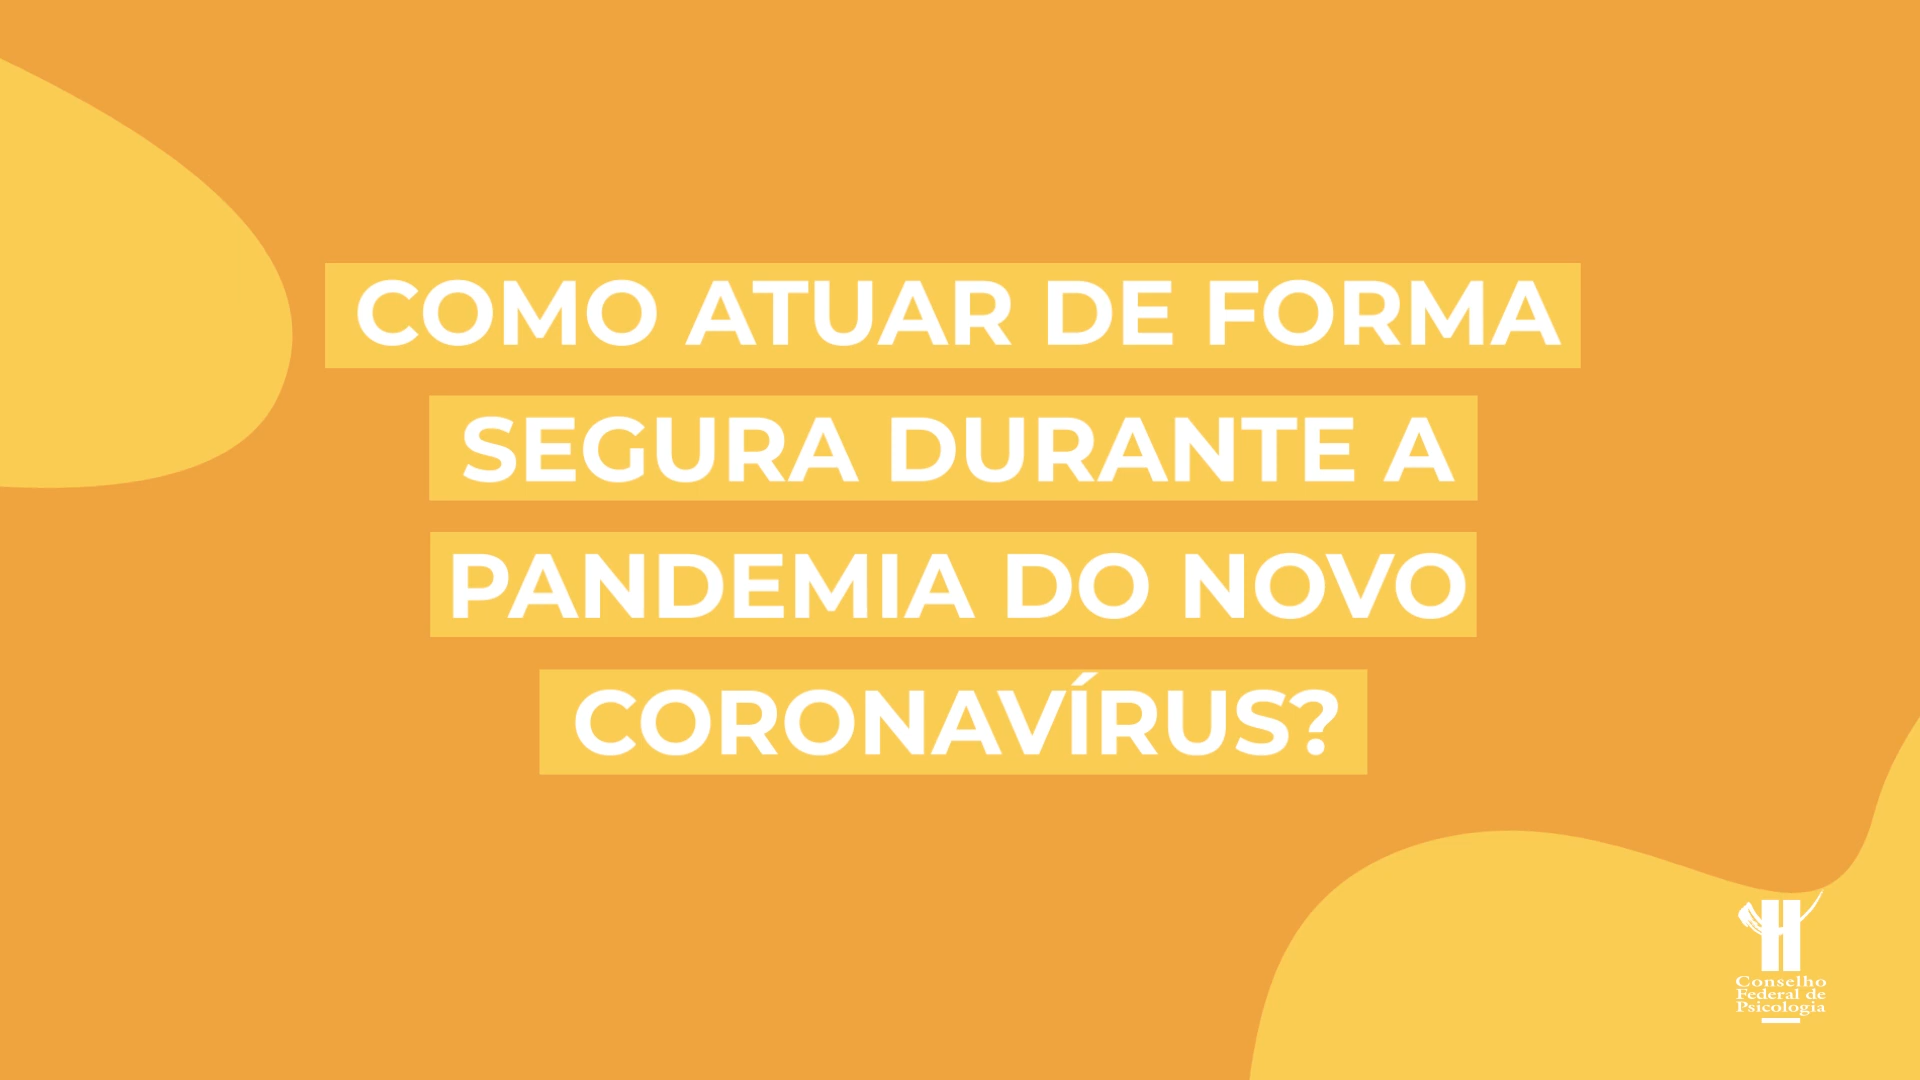 COMO ATUAR DE FORMA
SEGURA DURANTE A
PANDEMIA DO NOVO
CORONAVÍRUS?
Conselho
Federal de
Psicologia